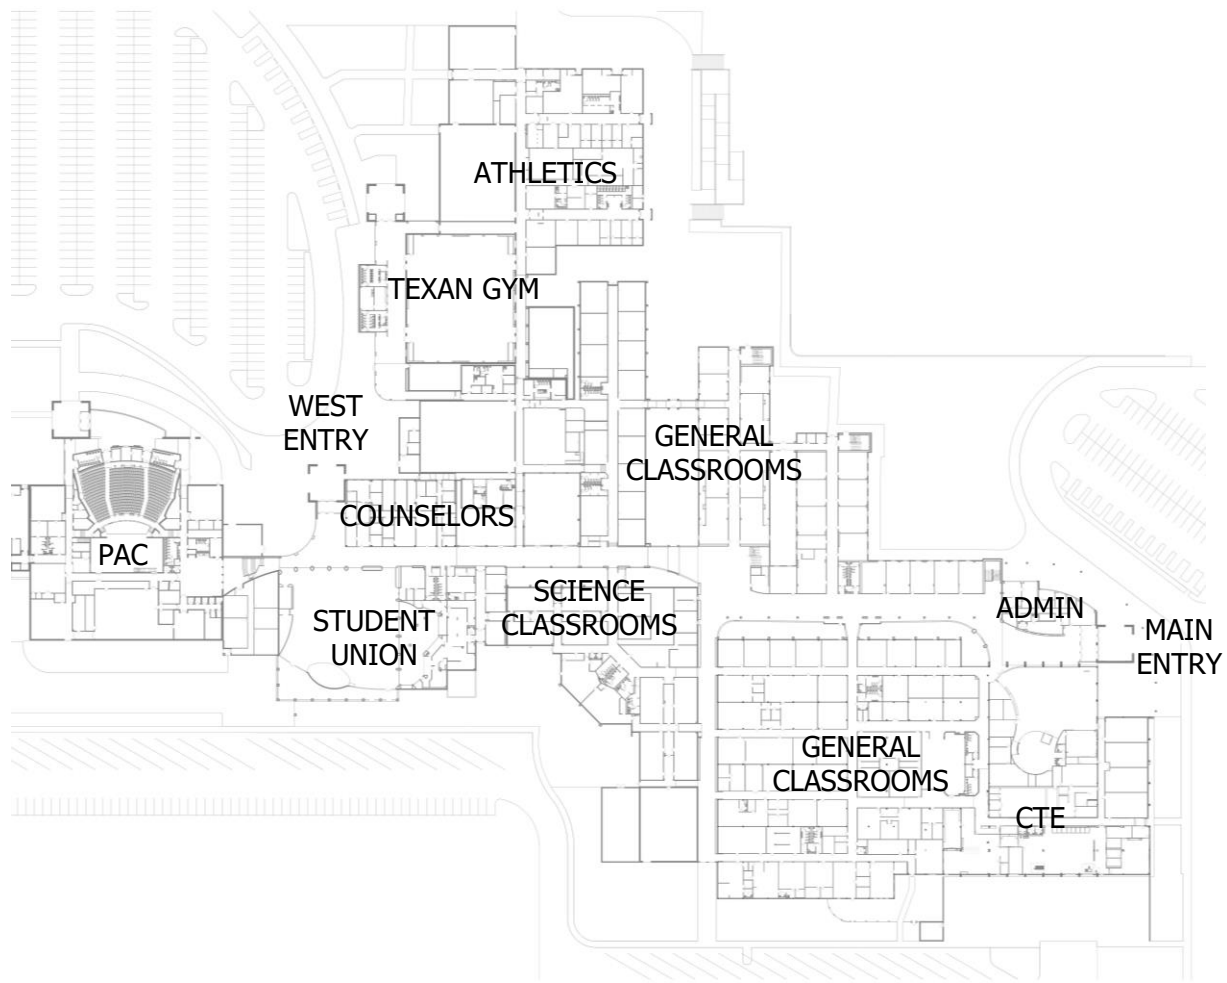 ATHLETICS
TEXAN GYM
WEST
ENTRY
GENERAL
CLASSROOMS
COUNSELORS
PAC
SCIENCE
CLASSROOMS
STUDENT
UNION
ADMIN
MAIN
ENTRY
GENERAL
CLASSROOMS
CTE